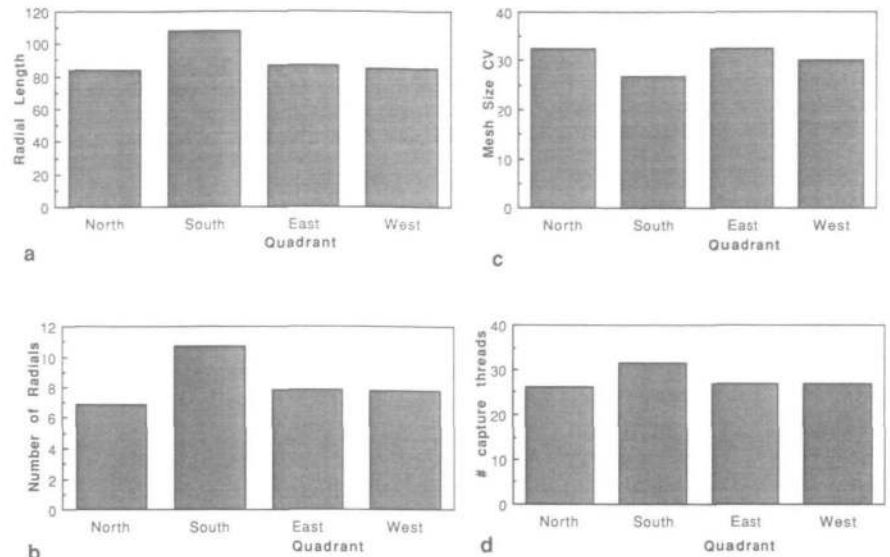 120
100
80
60
40
20
0
Radial Length
North South East West
Quadrant
a
40
30
20
10
0
Mesh Size CV
North South East West
Quadrant
c
12
10
8
6
4
2
0
Number of Radials
North South East West
Quadrant
b
40
30
20
10
0
# capture threads
North South East West
Quadrant
d